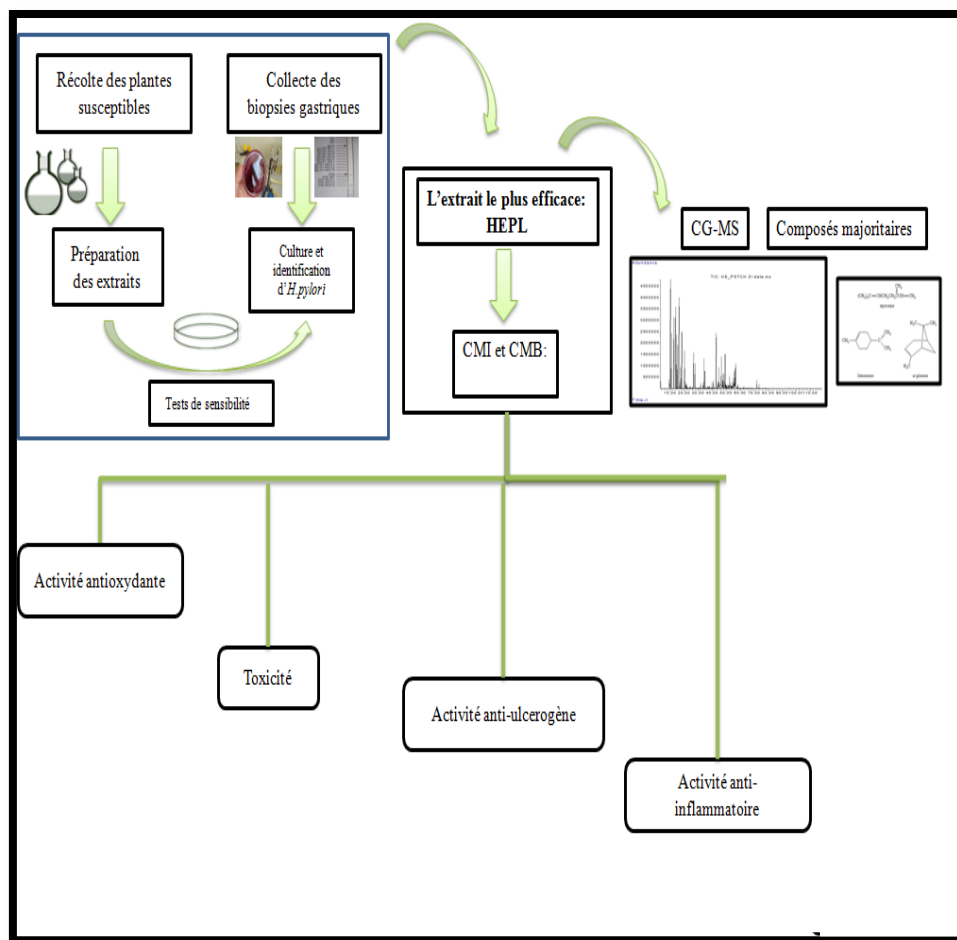 Récolte des plantes
susceptibles
Collecte des
biopsies gastriques
Préparation
des extraits
Culture et
identification
d'H.pylori
Tests de sensibilité
L'extrait le plus efficace:
HEPL
CMI et CMB:
CG-MS
Composés majoritaires
Activité antioxydante
Toxicité
Activité anti-ulcerogène
Activité anti-
inflammatoire